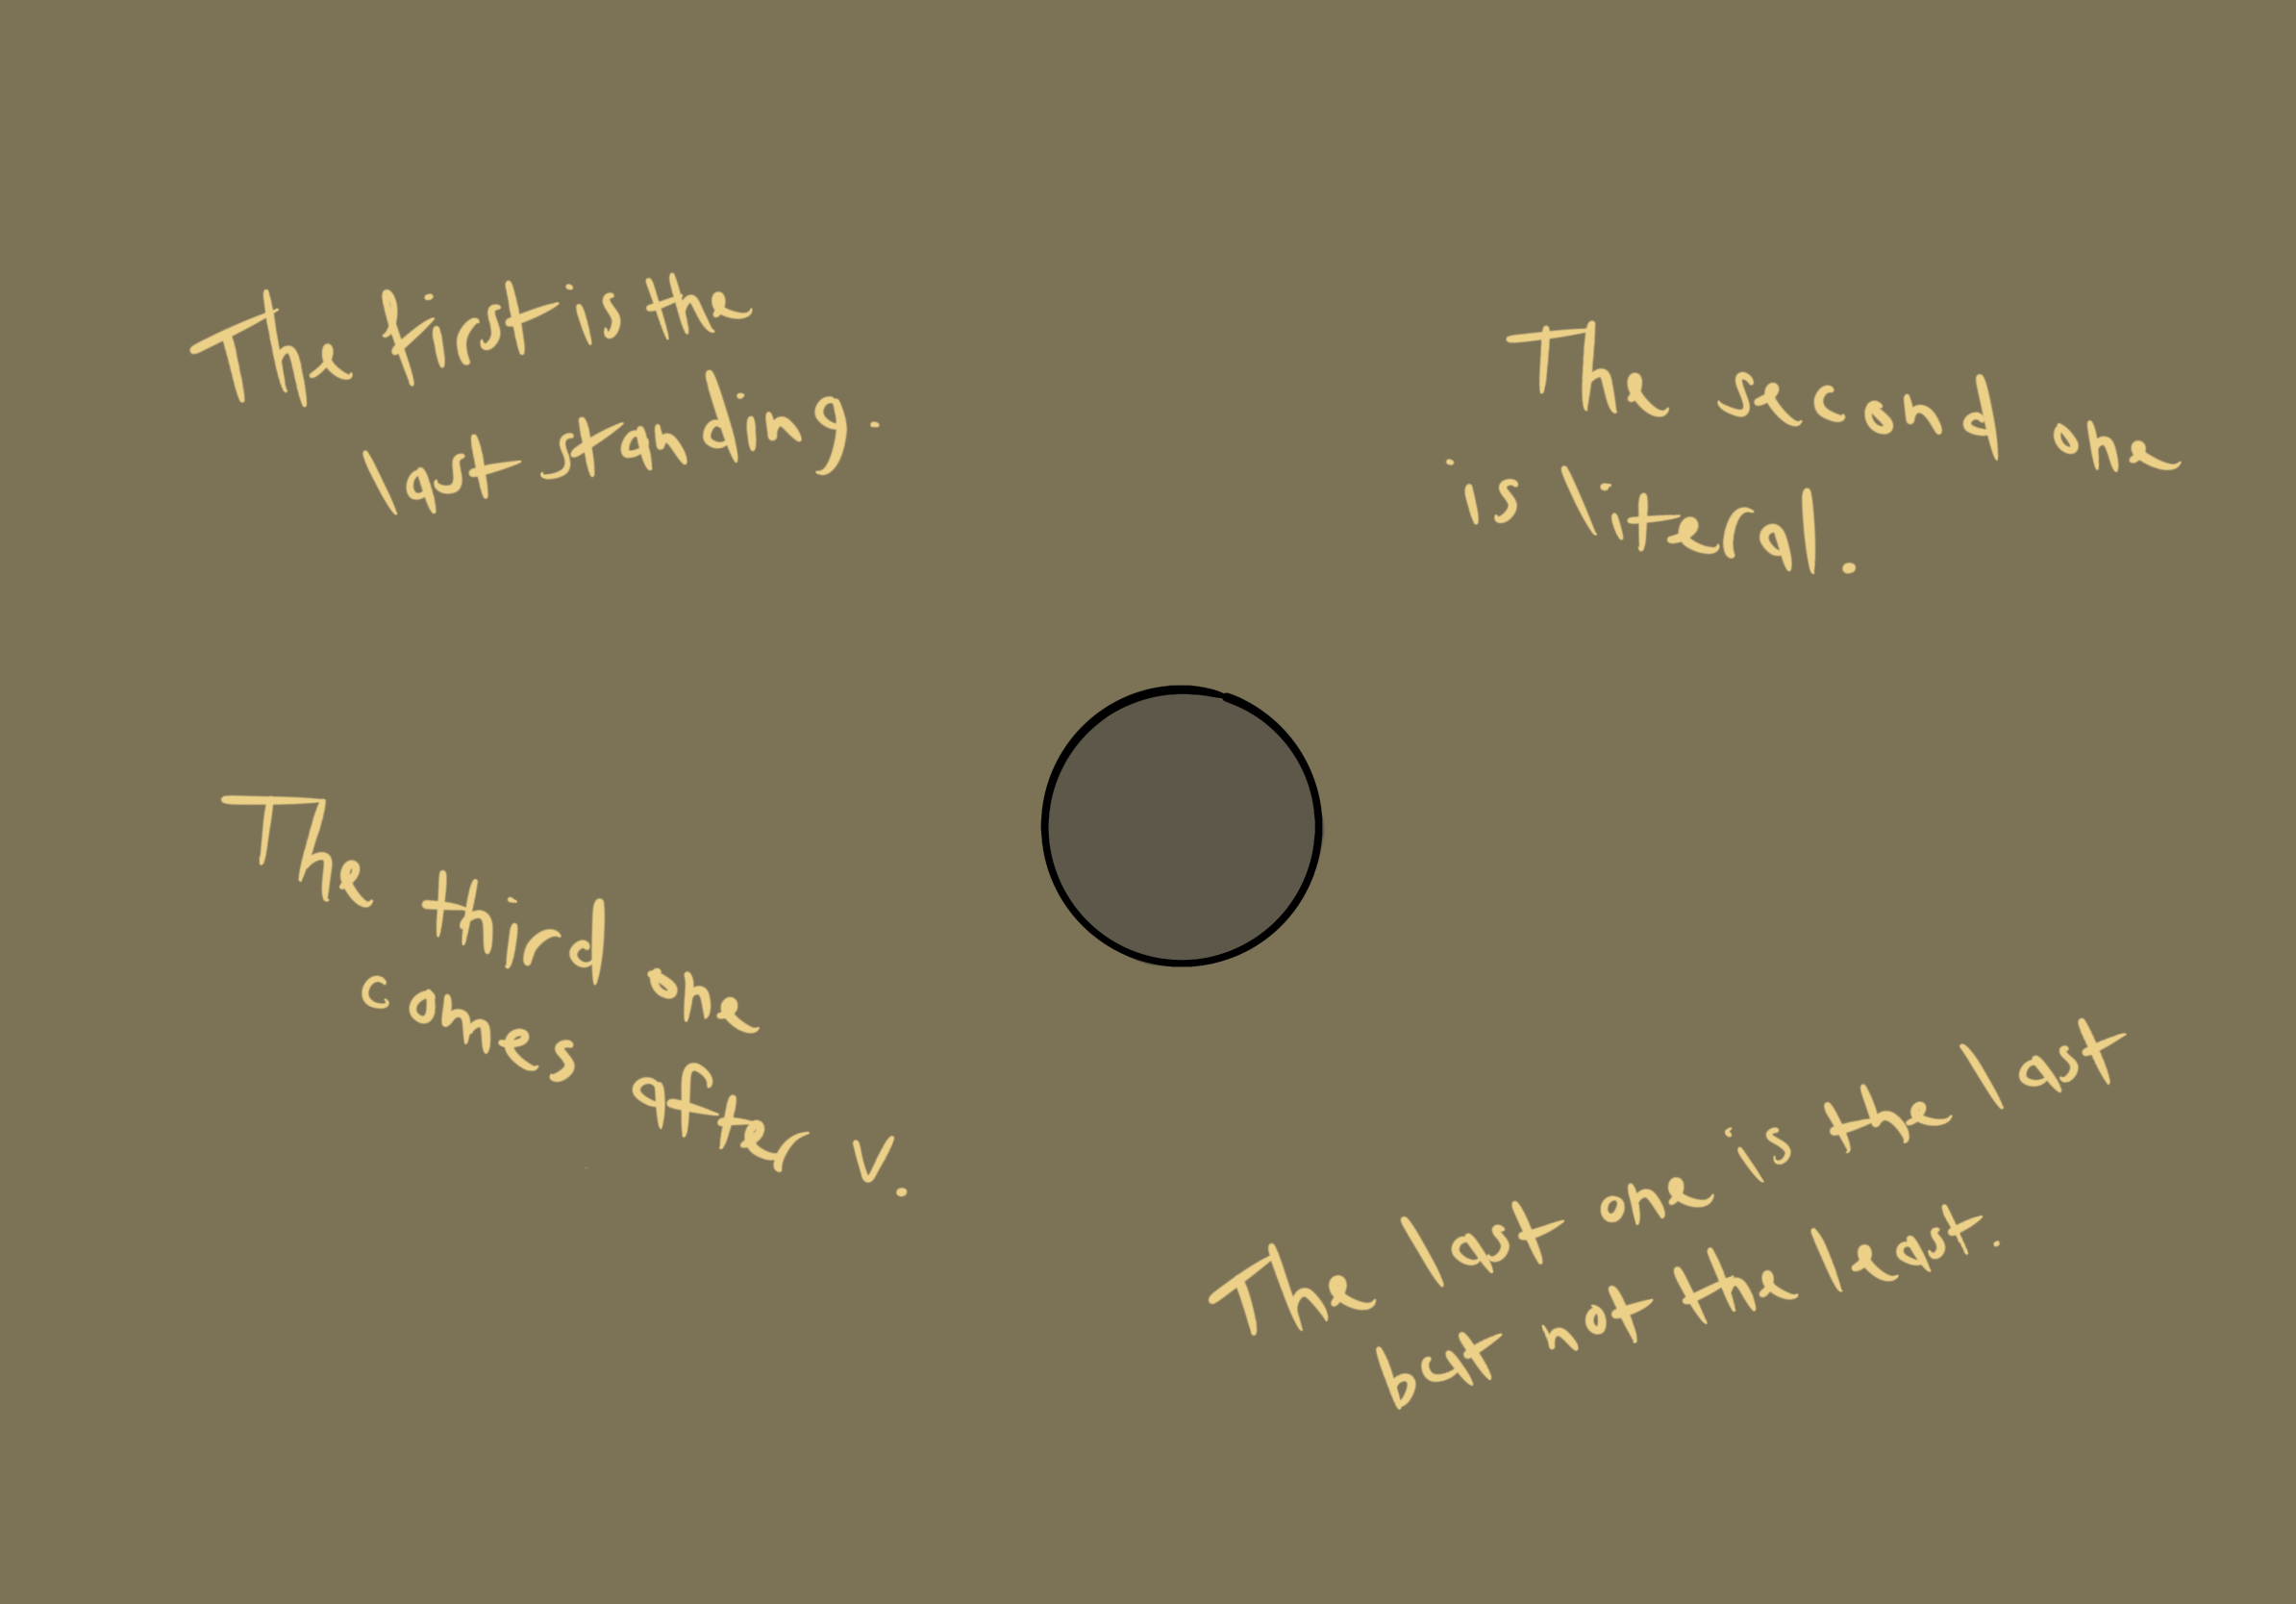 The first is the
last standing.
The second one
is literal.
The third one
comes after v.
The last one is the last
but not the least.